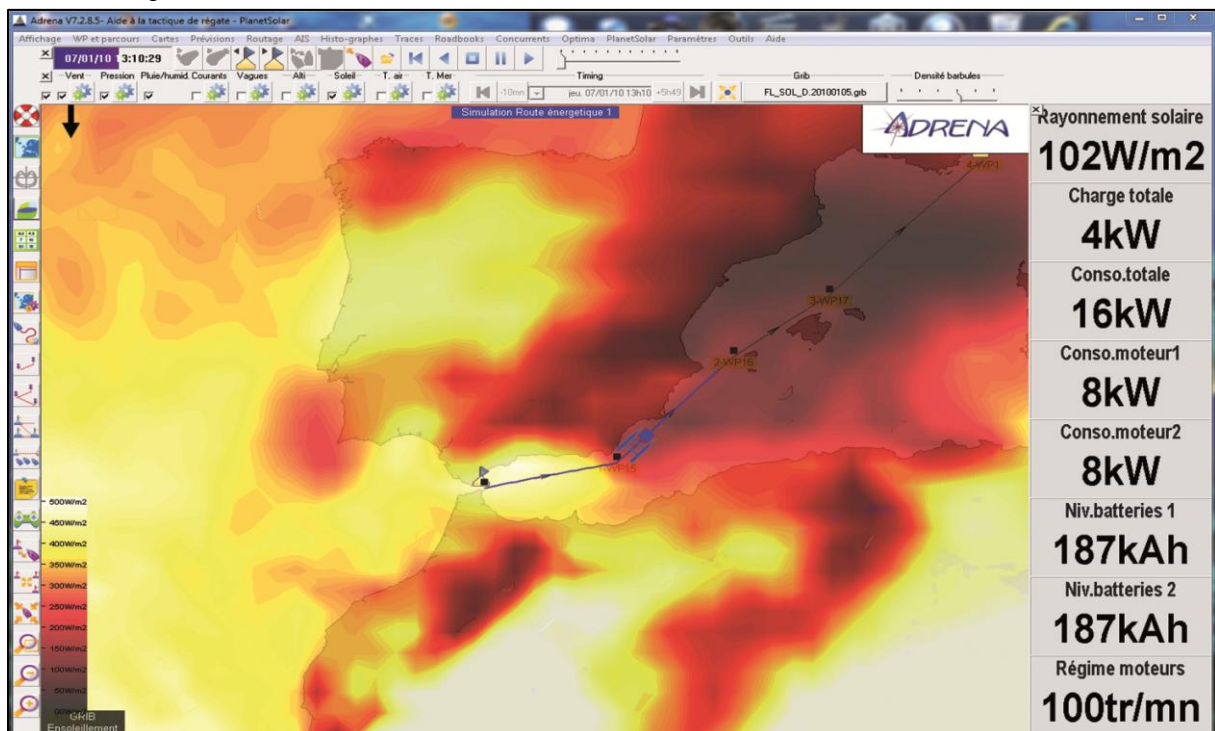 Adrena V7.2.8.5- Aide à la tactique de régate - PlanetSolar
Affichage WP et parcours Cartes Prévisions Routage AIS Histo-graphes Traces Roadbooks Concurrents Optima PlanetSolar Paramètres Outils Aide
07/01/10 13:10:29
Vent Pression Pluie/humid. Courants Vagues Alti Soleil T. air T. Mer Timing Grib Densité barbules
-10mn jeu. 07/01/10 13h10 +5h49 FL_SOL_D.20100105.grb
Simulation Route énergetique 1
ADRENA
4-WP1
3-WP17
2-WP16
1-WP15
500W/m2
450W/m2
400W/m2
350W/m2
300W/m2
250W/m2
200W/m2
150W/m2
100W/m2
50W/m2
00W/m2
GRIB
Ensoleillement
Rayonnement solaire
102W/m2
Charge totale
4kW
Conso.totale
16kW
Conso.moteur1
8kW
Conso.moteur2
8kW
Niv.batteries 1
187kAh
Niv.batteries 2
187kAh
Régime moteurs
100tr/mn